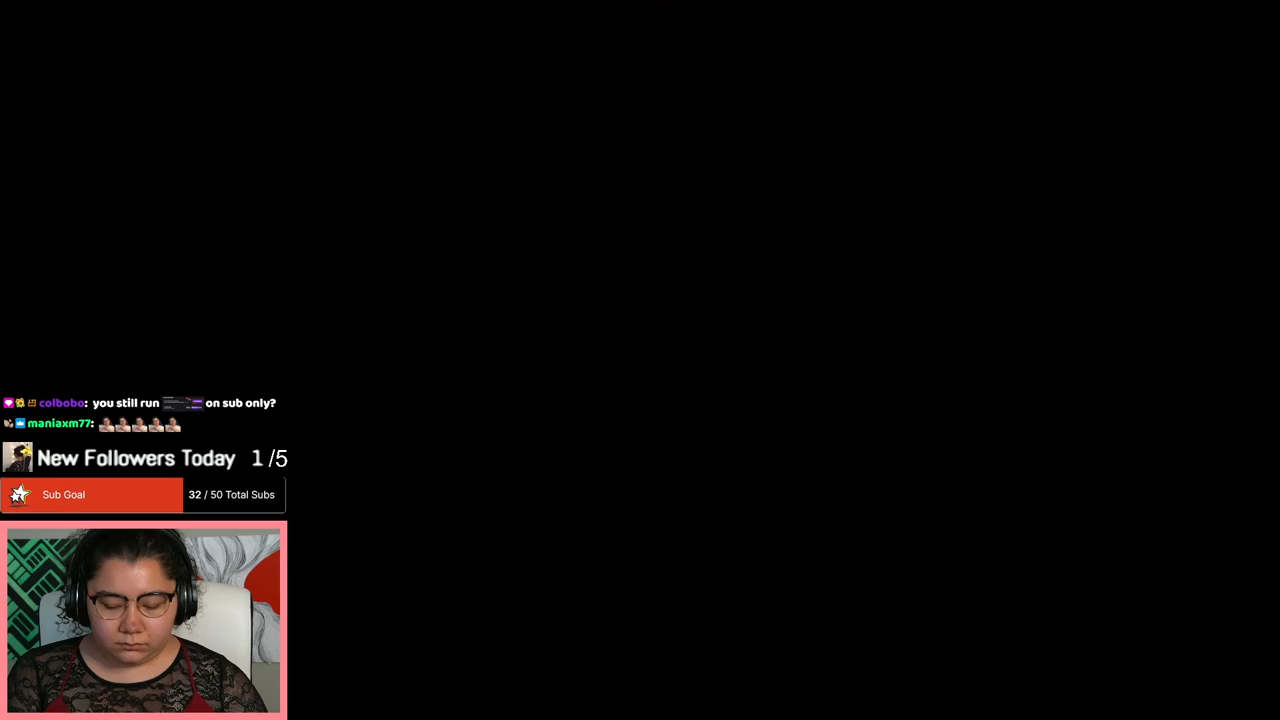 colbobo: you still run on sub only?
maniaxm77:
New Followers Today 1 /5
Sub Goal 32 / 50 Total Subs